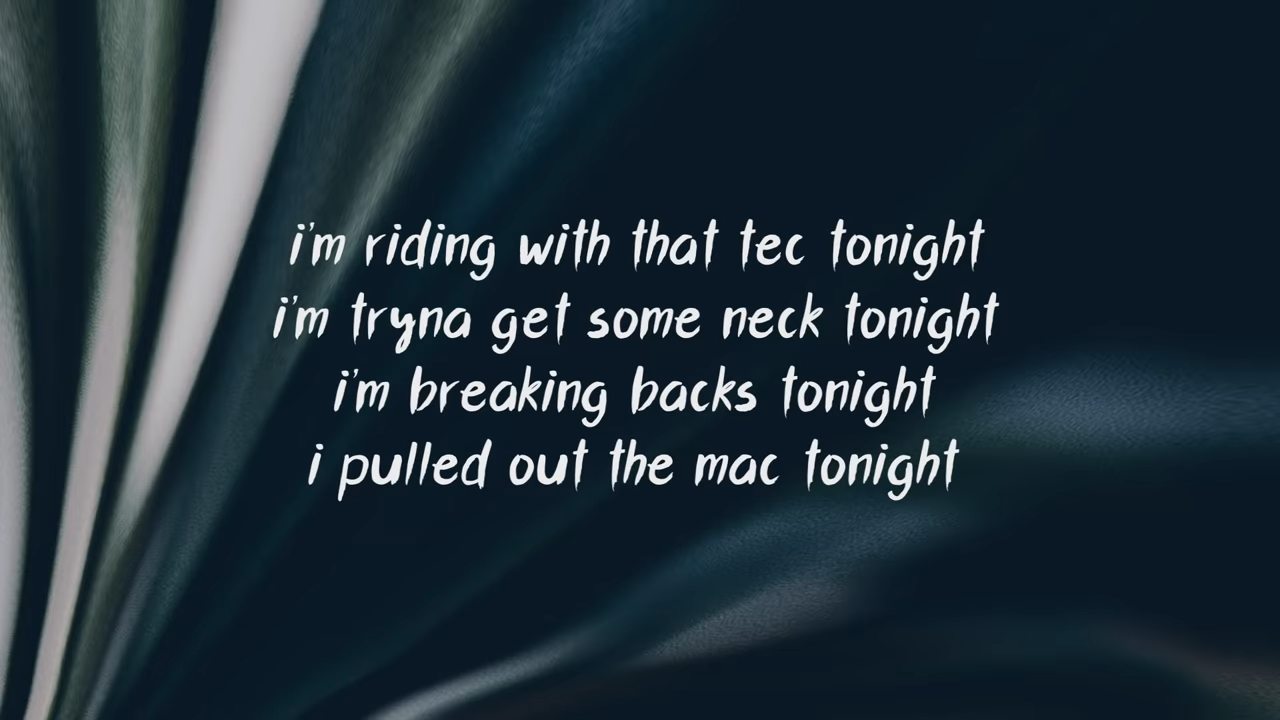 i'm riding with that tec tonight
i'm tryna get some neck tonight
i'm breaking backs tonight
i pulled out the mac tonight